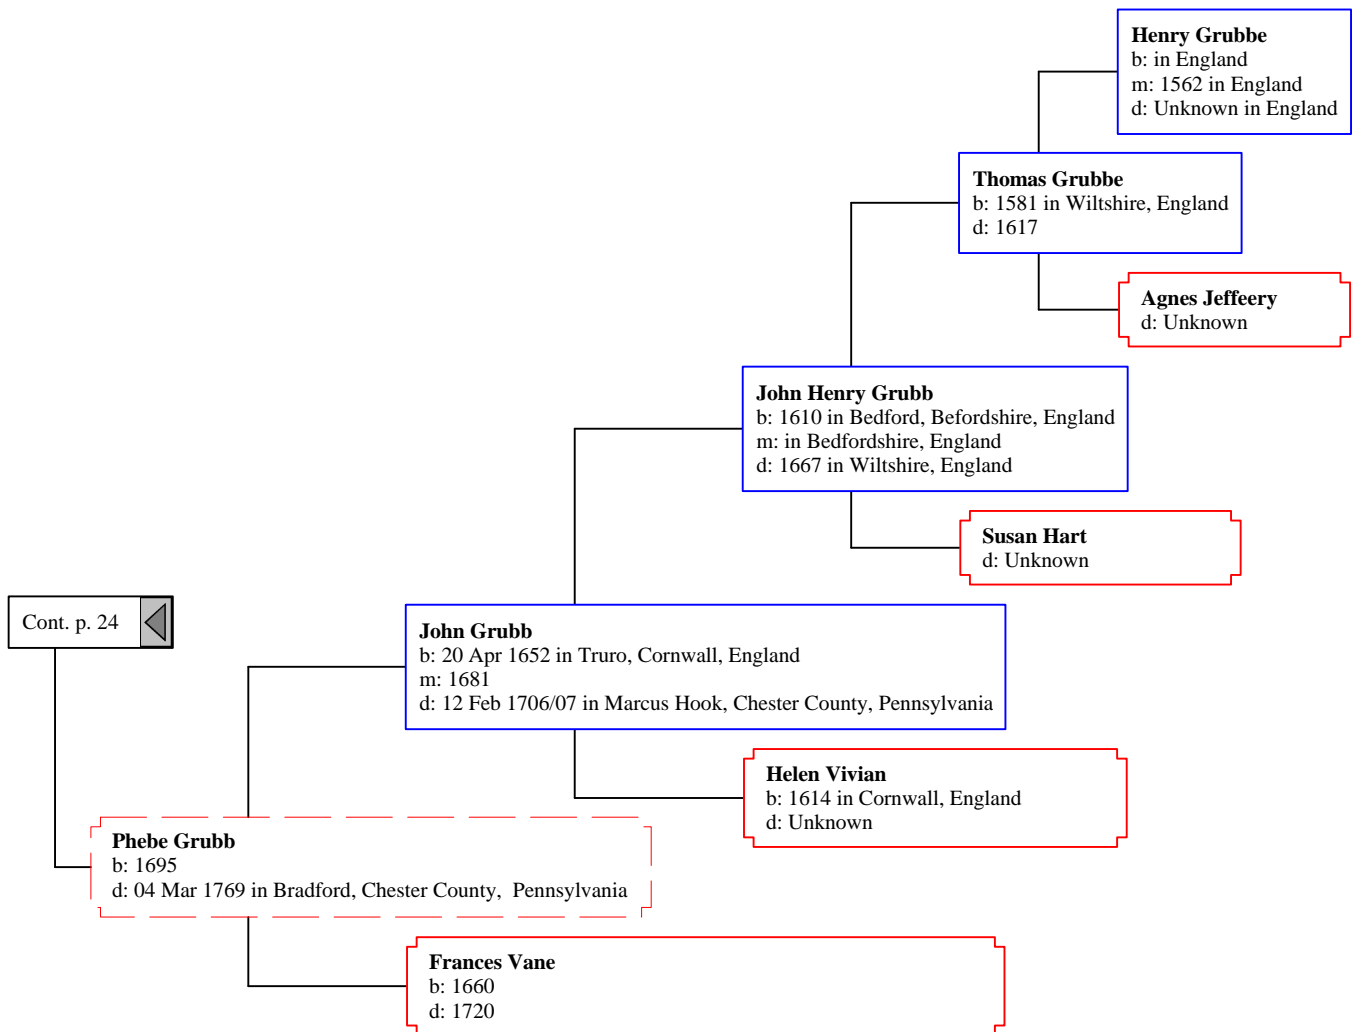 Henry Grubbe
b: in England
m: 1562 in England
d: Unknown in England
Thomas Grubbe
b: 1581 in Wiltshire, England
d: 1617
Agnes Jeffeery
d: Unknown
John Henry Grubb
b: 1610 in Bedford, Befordshire, England
m: in Bedfordshire, England
d: 1667 in Wiltshire, England
Susan Hart
d: Unknown
Cont. p. 24
John Grubb
b: 20 Apr 1652 in Truro, Cornwall, England
m: 1681
d: 12 Feb 1706/07 in Marcus Hook, Chester County, Pennsylvania
Helen Vivian
b: 1614 in Cornwall, England
d: Unknown
Phebe Grubb
b: 1695
d: 04 Mar 1769 in Bradford, Chester County,  Pennsylvania
Frances Vane
b: 1660
d: 1720